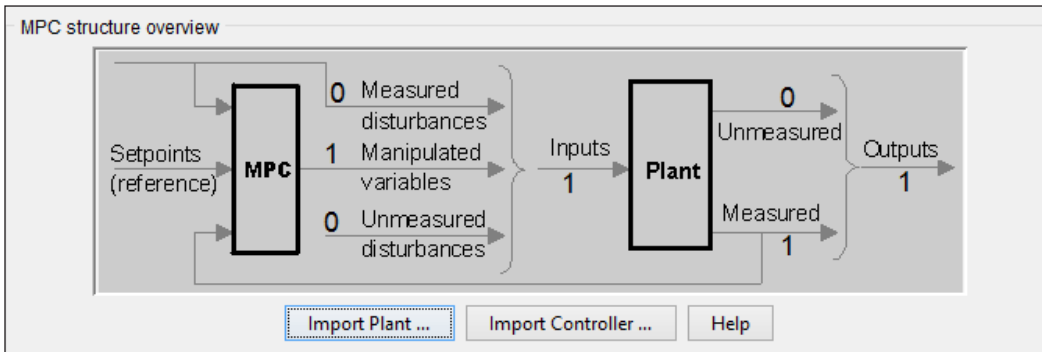 MPC structure overview
0 Measured
disturbances
Setpoints
(reference)
MPC
1 Manipulated
variables
0 Unmeasured
disturbances
Inputs
1
Plant
0
Unmeasured
Measured
1
Outputs
1
Import Plant ...
Import Controller ...
Help